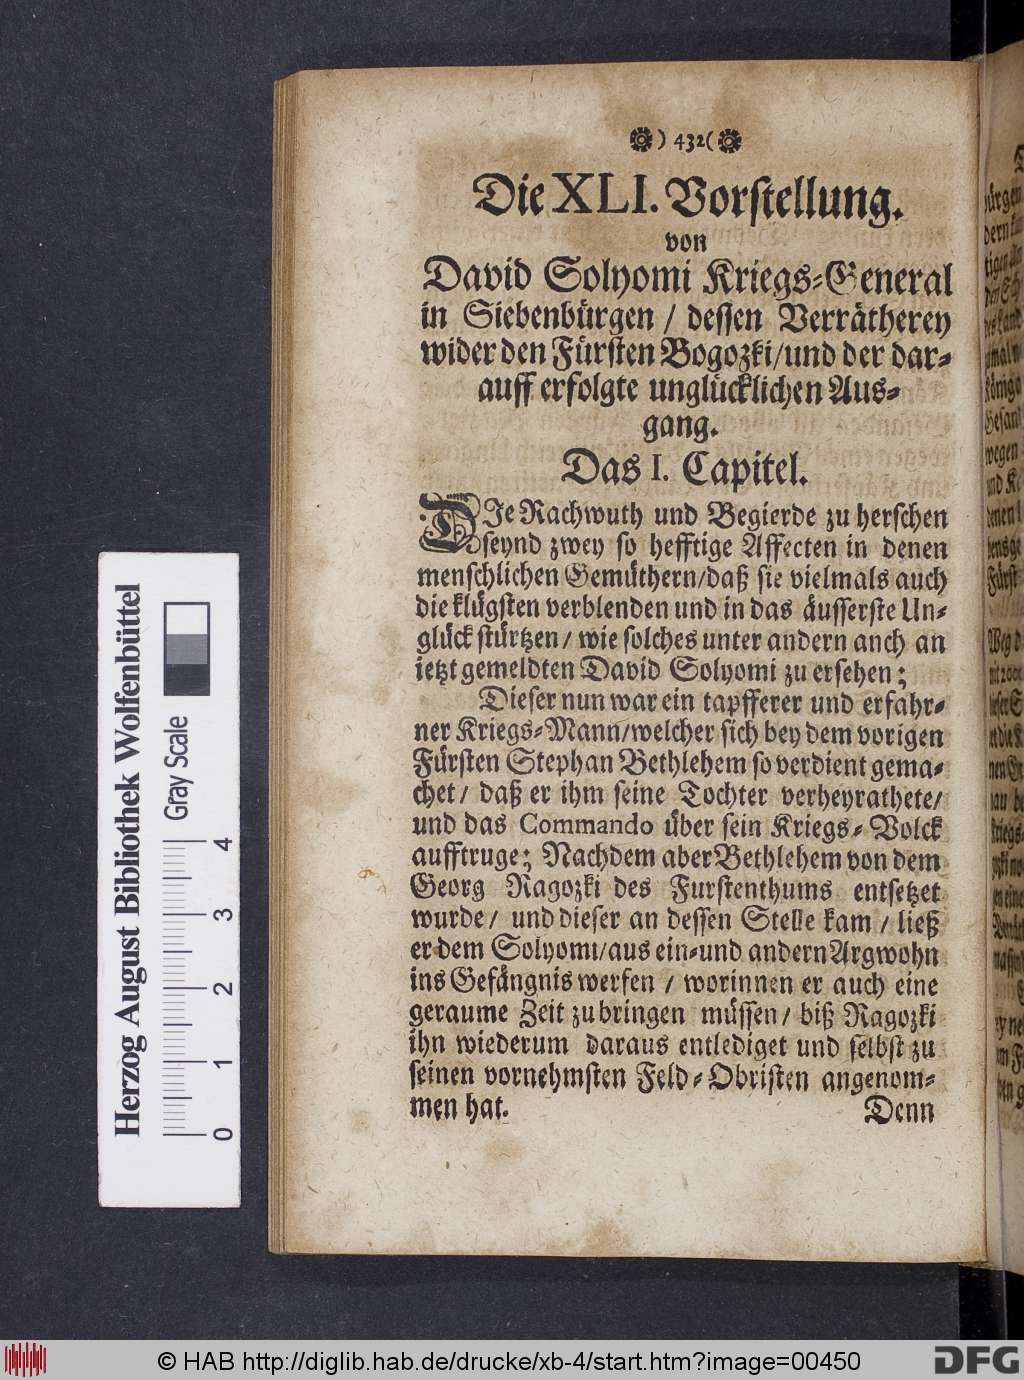 ) 432 (
Die XLI. Vorstellung.
von
David Solyomi Kriegs-General
in Siebenbürgen / dessen Verrätherey
wider den Fürsten Bogozki/und der dar-
auff erfolgte unglücklichen Aus-
gang.
Das I. Capitel.
DJe Rachwuth und Begierde zu herschen
seynd zwey so hefftige Affecten in denen
menschlichen Gemüthern/daß sie vielmals auch
die klügsten verblenden und in das äusserste Un-
glück stürtzen / wie solches unter andern anch an
ietzt gemeldten David Solyomi zu ersehen;
Dieser nun war ein tapfferer und erfahr-
ner Kriegs-Mann/welcher sich bey dem vorigen
Fürsten Stephan Bethlehem so verdient gema-
chet / daß er ihm seine Tochter verheyrathete/
und das Commando über sein Kriegs-Volck
aufftruge; Nachdem aber Bethlehem von dem
Georg Ragozki des Furstenthums entsetzet
wurde / und dieser an dessen Stelle kam / ließ
er dem Solyomi/aus ein-und andern Argwohn
ins Gefängnis werfen / worinnen er auch eine
geraume Zeit zubringen müssen / biß Ragozki
ihn wiederum daraus entlediget und selbst zu
seinen vornehmsten Feld-Obristen angenom-
men hat.
Denn
Herzog August Bibliothek Wolfenbüttel
Gray Scale
0 1 2 3 4
© HAB http://diglib.hab.de/drucke/xb-4/start.htm?image=00450
DFG